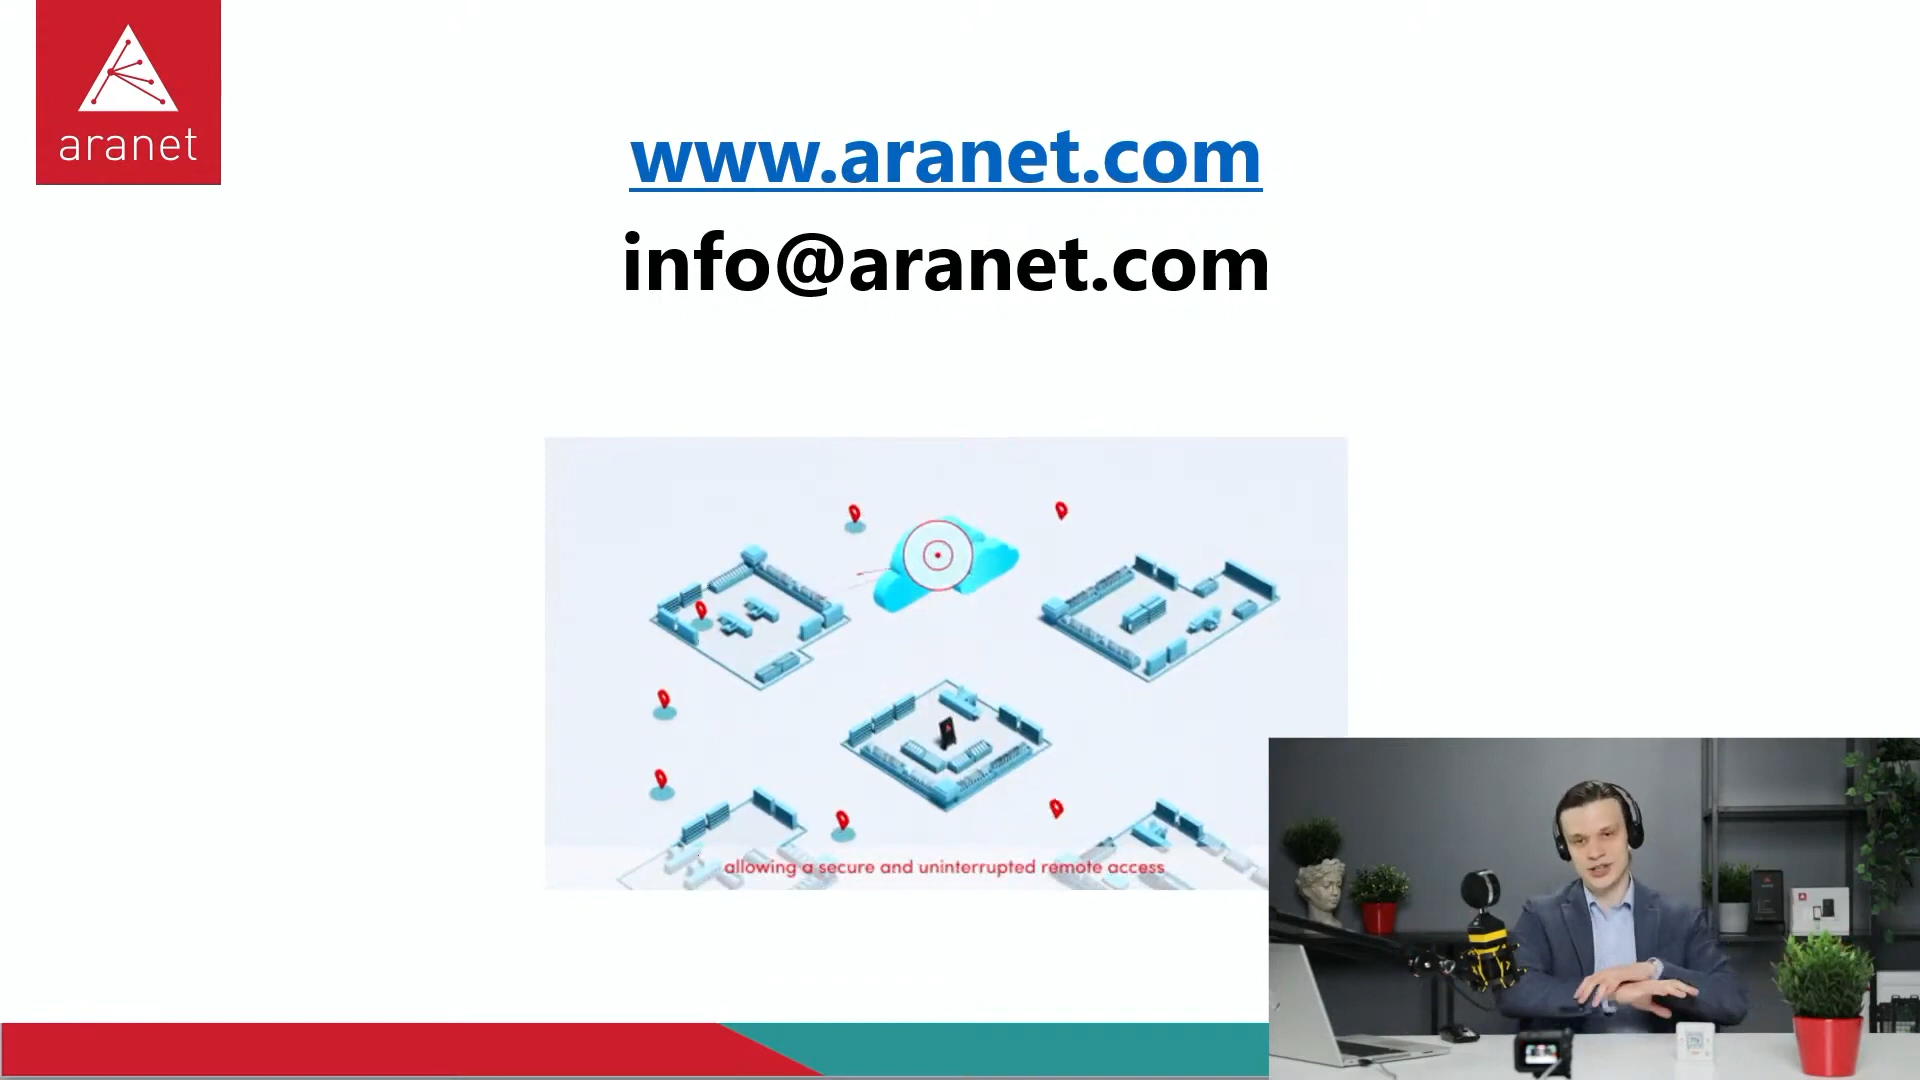 aranet
www.aranet.com
info@aranet.com
allowing a secure and uninterrupted remote access